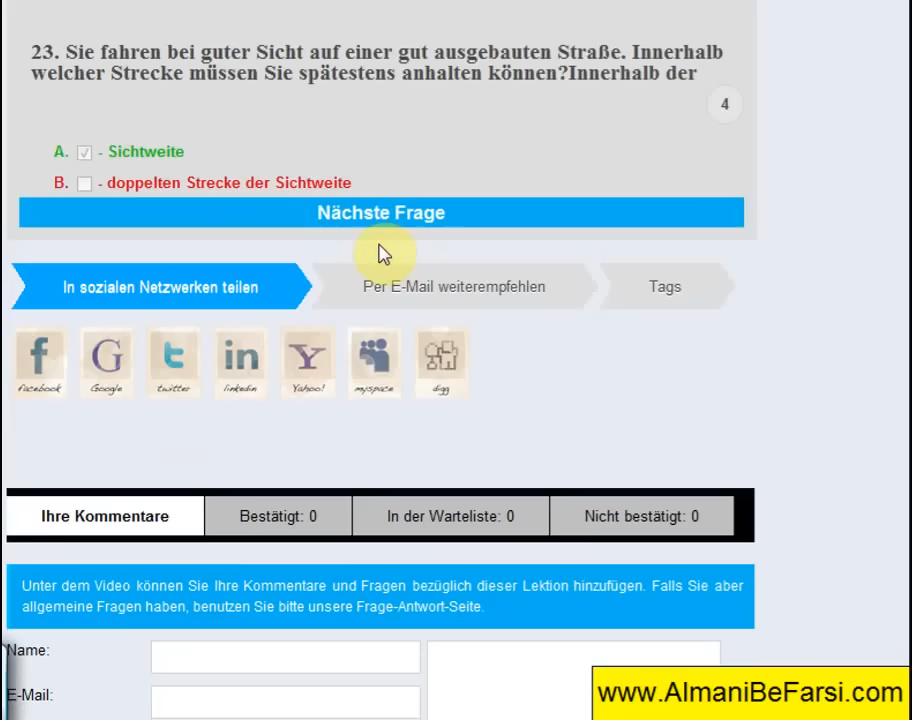 23. Sie fahren bei guter Sicht auf einer gut ausgebauten Straße. Innerhalb
welcher Strecke müssen Sie spätestens anhalten können?Innerhalb der
4
A. - Sichtweite
B. - doppelten Strecke der Sichtweite
Nächste Frage
In sozialen Netzwerken teilen
Per E-Mail weiterempfehlen
Tags
f G t in Y
facebook Google twitter linkedin Yahoo! myspace digg
Ihre Kommentare
Bestätigt: 0
In der Warteliste: 0
Nicht bestätigt: 0
Unter dem Video können Sie Ihre Kommentare und Fragen bezüglich dieser Lektion hinzufügen. Falls Sie aber
allgemeine Fragen haben, benutzen Sie bitte unsere Frage-Antwort-Seite.
Name:
E-Mail:
www.AlmaniBeFarsi.com